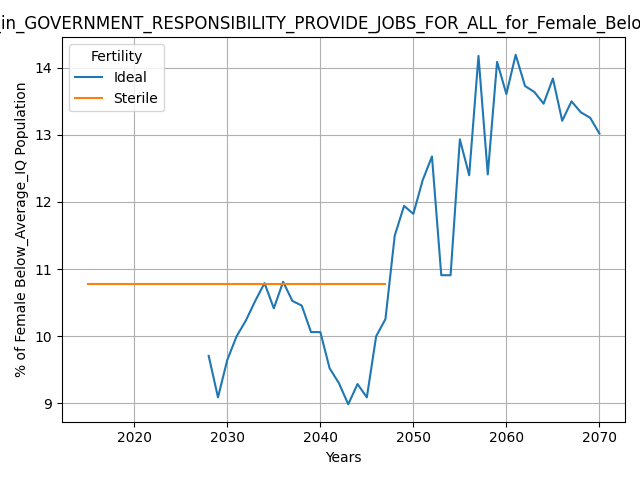 _in_GOVERNMENT_RESPONSIBILITY_PROVIDE_JOBS_FOR_ALL_for_Female_Belo
Fertility
Ideal
Sterile
% of Female Below_Average_IQ Population
14
13
12
11
10
9
2020 2030 2040 2050 2060 2070
Years